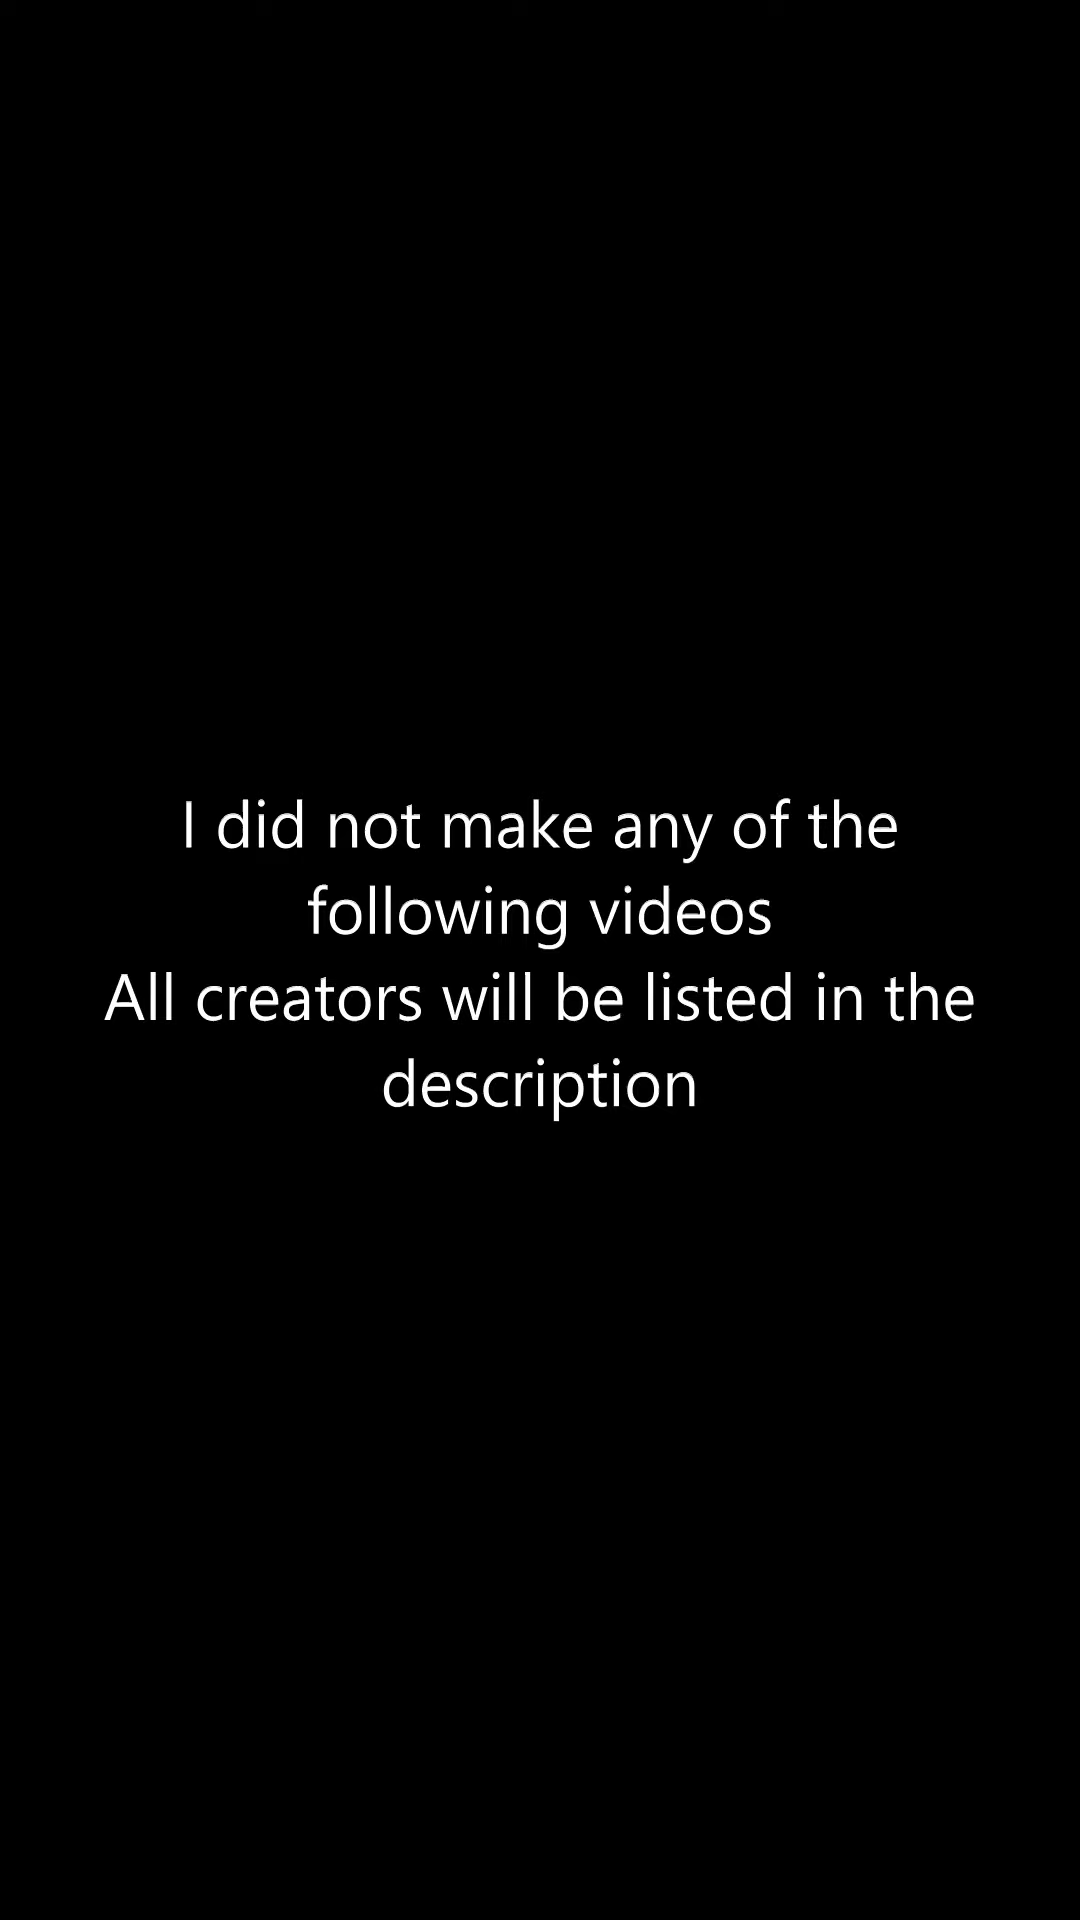 I did not make any of the
following videos
All creators will be listed in the
description